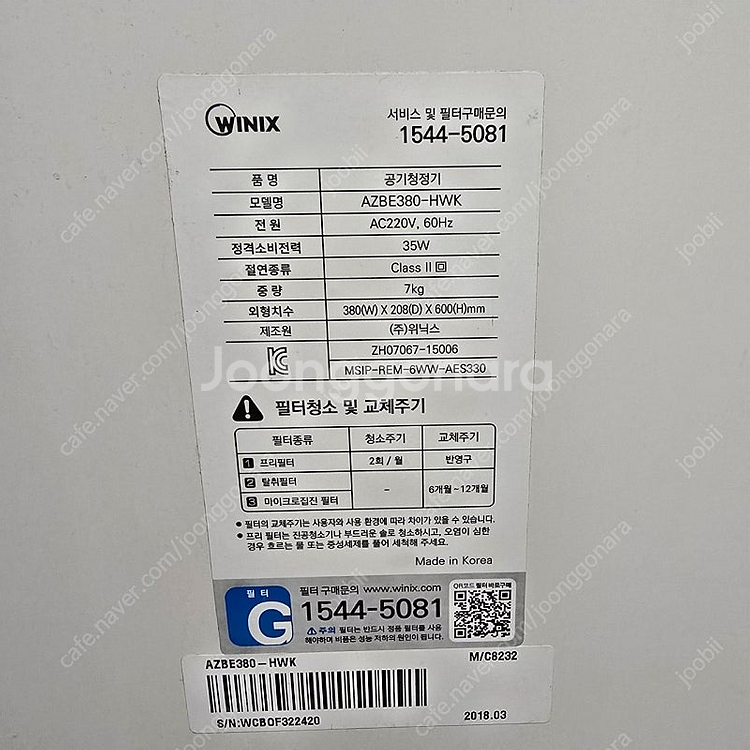 WINIX
서비스 및 필터구매문의
1544-5081
품 명 공기청정기
모델명 AZBE380-HWK
전 원 AC220V, 60Hz
정격소비전력 35W
절연종류 Class II
중 량 7kg
외형치수 380(W) X 208(D) X 600(H)mm
제조원 (주)위닉스
ZH07067-15006
MSIP-REM-6WW-AES330
Joonggonara
필터청소 및 교체주기
필터종류 청소주기 교체주기
1 프리필터 2회 / 월 반영구
2 탈취필터
3 마이크로집진 필터 - 6개월~12개월
● 필터의 교체주기는 사용자와 사용 환경에 따라 차이가 있을 수 있습니다.
● 프리 필터는 진공청소기나 부드러운 솔로 청소하시고, 오염이 심한
경우 흐르는 물 또는 중성세제를 풀어 세척해 주세요.
Made in Korea
필 터
G
필터 구매문의 www.winix.com
1544-5081
주의 필터는 반드시 정품 필터를 사용
해야하며 비품은 성능 저하의 원인이 됩니다.
QR코드 필터 바로구매
AZBE380-HWK M/C8232
S/N:WCBOF322420 2018.03
cafe.naver.com/joonggonara
joobii